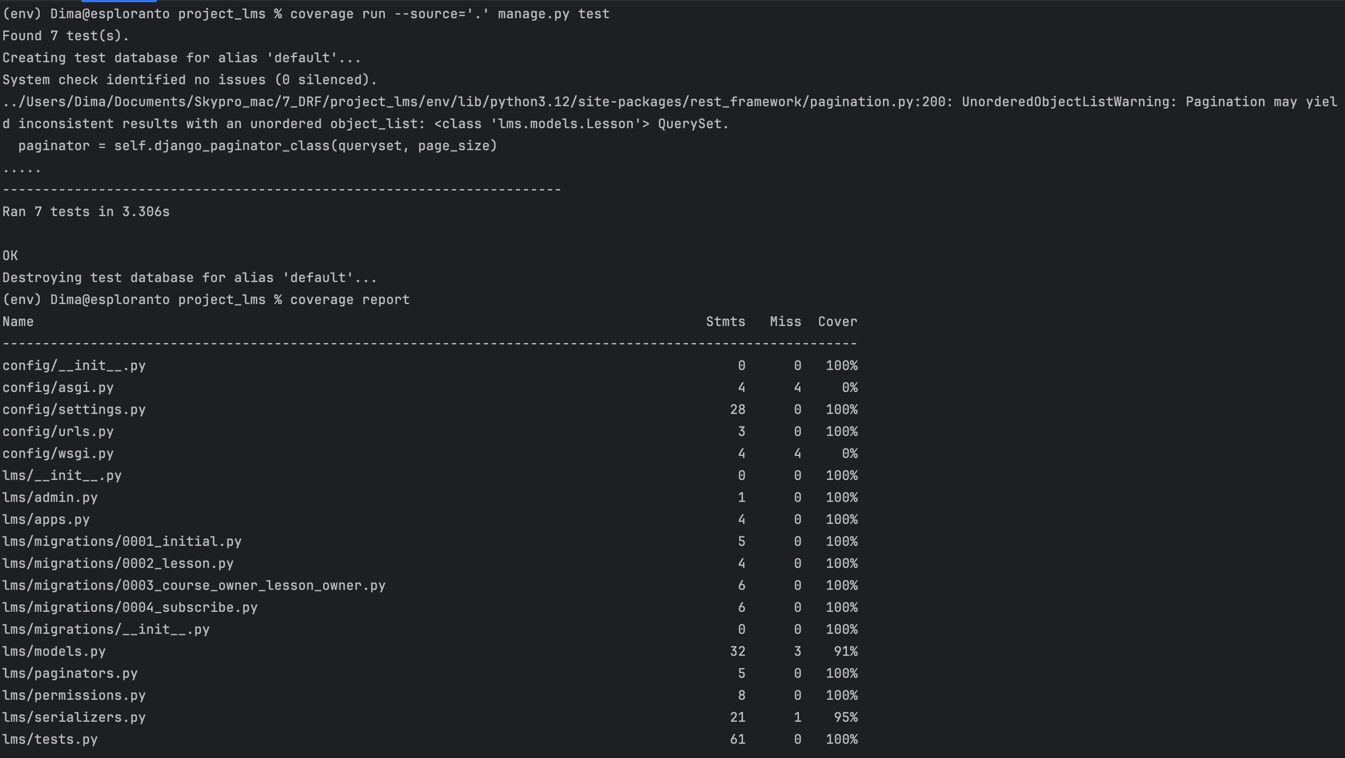 (env) Dima@esploranto project_lms % coverage run --source='.' manage.py test
Found 7 test(s).
Creating test database for alias 'default'...
System check identified no issues (0 silenced).
../Users/Dima/Documents/Skypro_mac/7_DRF/project_lms/env/lib/python3.12/site-packages/rest_framework/pagination.py:200: UnorderedObjectListWarning: Pagination may yiel
d inconsistent results with an unordered object_list: <class 'lms.models.Lesson'> QuerySet.
  paginator = self.django_paginator_class(queryset, page_size)
.....
----------------------------------------------------------------------
Ran 7 tests in 3.306s

OK
Destroying test database for alias 'default'...
(env) Dima@esploranto project_lms % coverage report
Name                                                                                    Stmts   Miss  Cover
-----------------------------------------------------------------------------------------------------------
config/__init__.py                                                                          0      0   100%
config/asgi.py                                                                              4      4     0%
config/settings.py                                                                         28      0   100%
config/urls.py                                                                              3      0   100%
config/wsgi.py                                                                              4      4     0%
lms/__init__.py                                                                             0      0   100%
lms/admin.py                                                                                1      0   100%
lms/apps.py                                                                                 4      0   100%
lms/migrations/0001_initial.py                                                              5      0   100%
lms/migrations/0002_lesson.py                                                               4      0   100%
lms/migrations/0003_course_owner_lesson_owner.py                                            6      0   100%
lms/migrations/0004_subscribe.py                                                            6      0   100%
lms/migrations/__init__.py                                                                  0      0   100%
lms/models.py                                                                              32      3    91%
lms/paginators.py                                                                           5      0   100%
lms/permissions.py                                                                          8      0   100%
lms/serializers.py                                                                         21      1    95%
lms/tests.py                                                                               61      0   100%